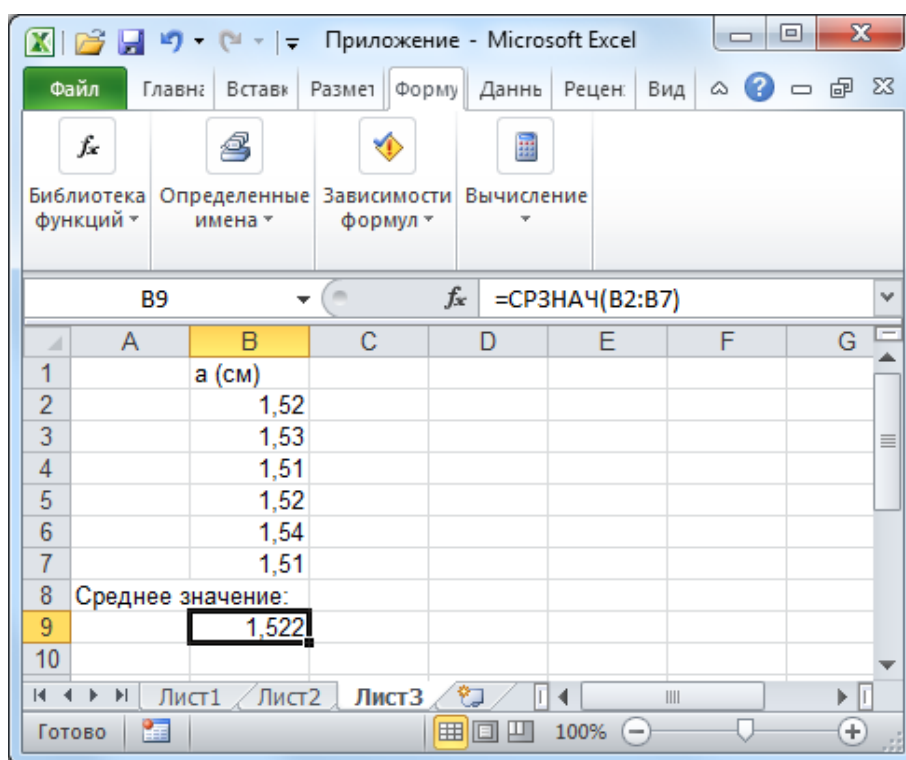 Приложение - Microsoft Excel
Файл Главна Вставк Размет Форму Даннь Рецен: Вид
Библиотека функций
Определенные имена
Зависимости формул
Вычисление
B9 fx =СРЗНАЧ(B2:B7)
A B C D E F G
1 a (см)
2 1,52
3 1,53
4 1,51
5 1,52
6 1,54
7 1,51
8 Среднее значение:
9 1,522
10
Лист1 Лист2 Лист3
Готово 100%